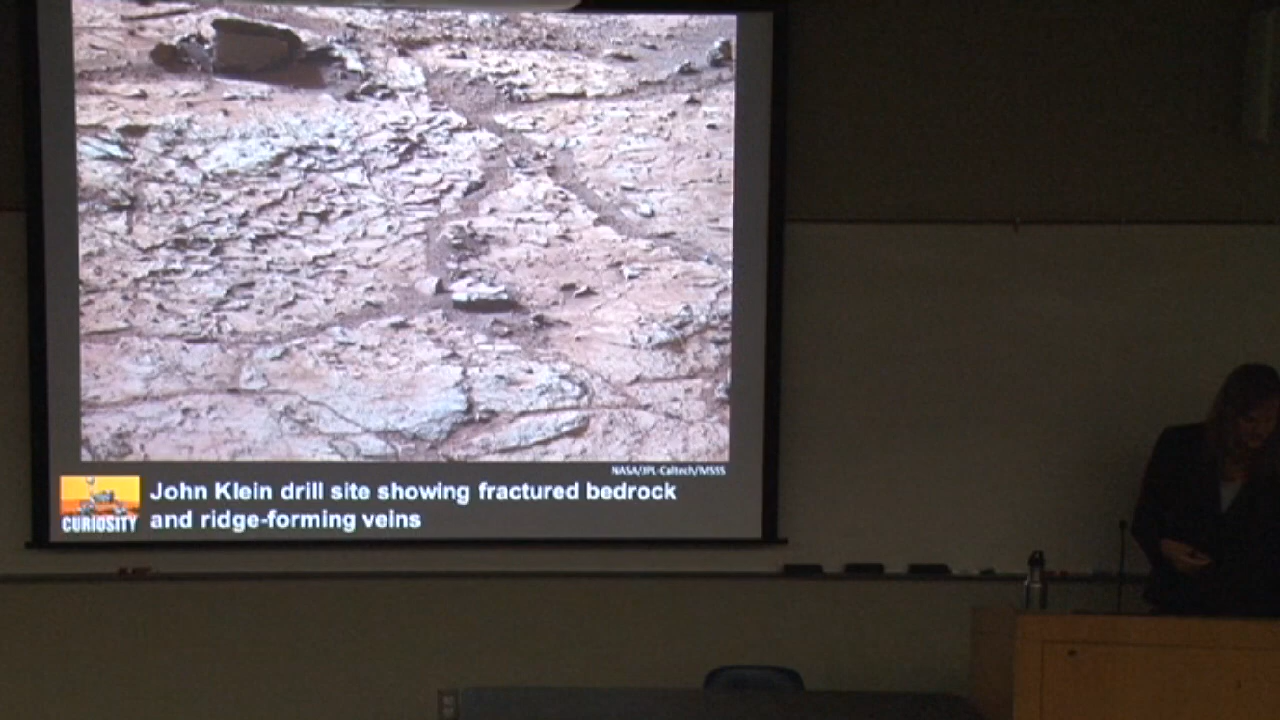 NASA/JPL-Caltech/MSSS
John Klein drill site showing fractured bedrock
and ridge-forming veins
CURIOSITY